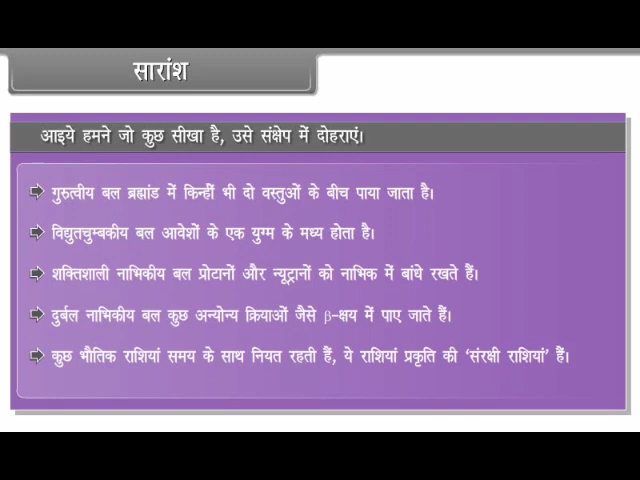 सारांश
आइये हमने जो कुछ सीखा है, उसे संक्षेप में दोहराएं।
गुरुत्वीय बल ब्रह्मांड में किन्हीं भी दो वस्तुओं के बीच पाया जाता है।
विद्युतचुम्बकीय बल आवेशों के एक युग्म के मध्य होता है।
शक्तिशाली नाभिकीय बल प्रोटानों और न्यूट्रानों को नाभिक में बांधे रखते हैं।
दुर्बल नाभिकीय बल कुछ अन्योन्य क्रियाओं जैसे β-क्षय में पाए जाते हैं।
कुछ भौतिक राशियां समय के साथ नियत रहती हैं, ये राशियां प्रकृति की ‘संरक्षी राशियां’ हैं।